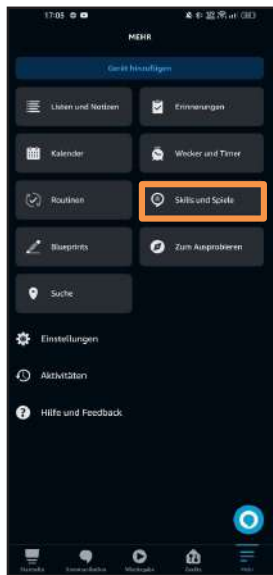 17:05
MEHR
Gerät hinzufügen
Listen und Notizen
Erinnerungen
Kalender
Wecker und Timer
Routinen
Skills und Spiele
Blueprints
Zum Ausprobieren
Suche
Einstellungen
Aktivitäten
Hilfe und Feedback
Startseite Kommunikation Wiedergabe Geräte Mehr